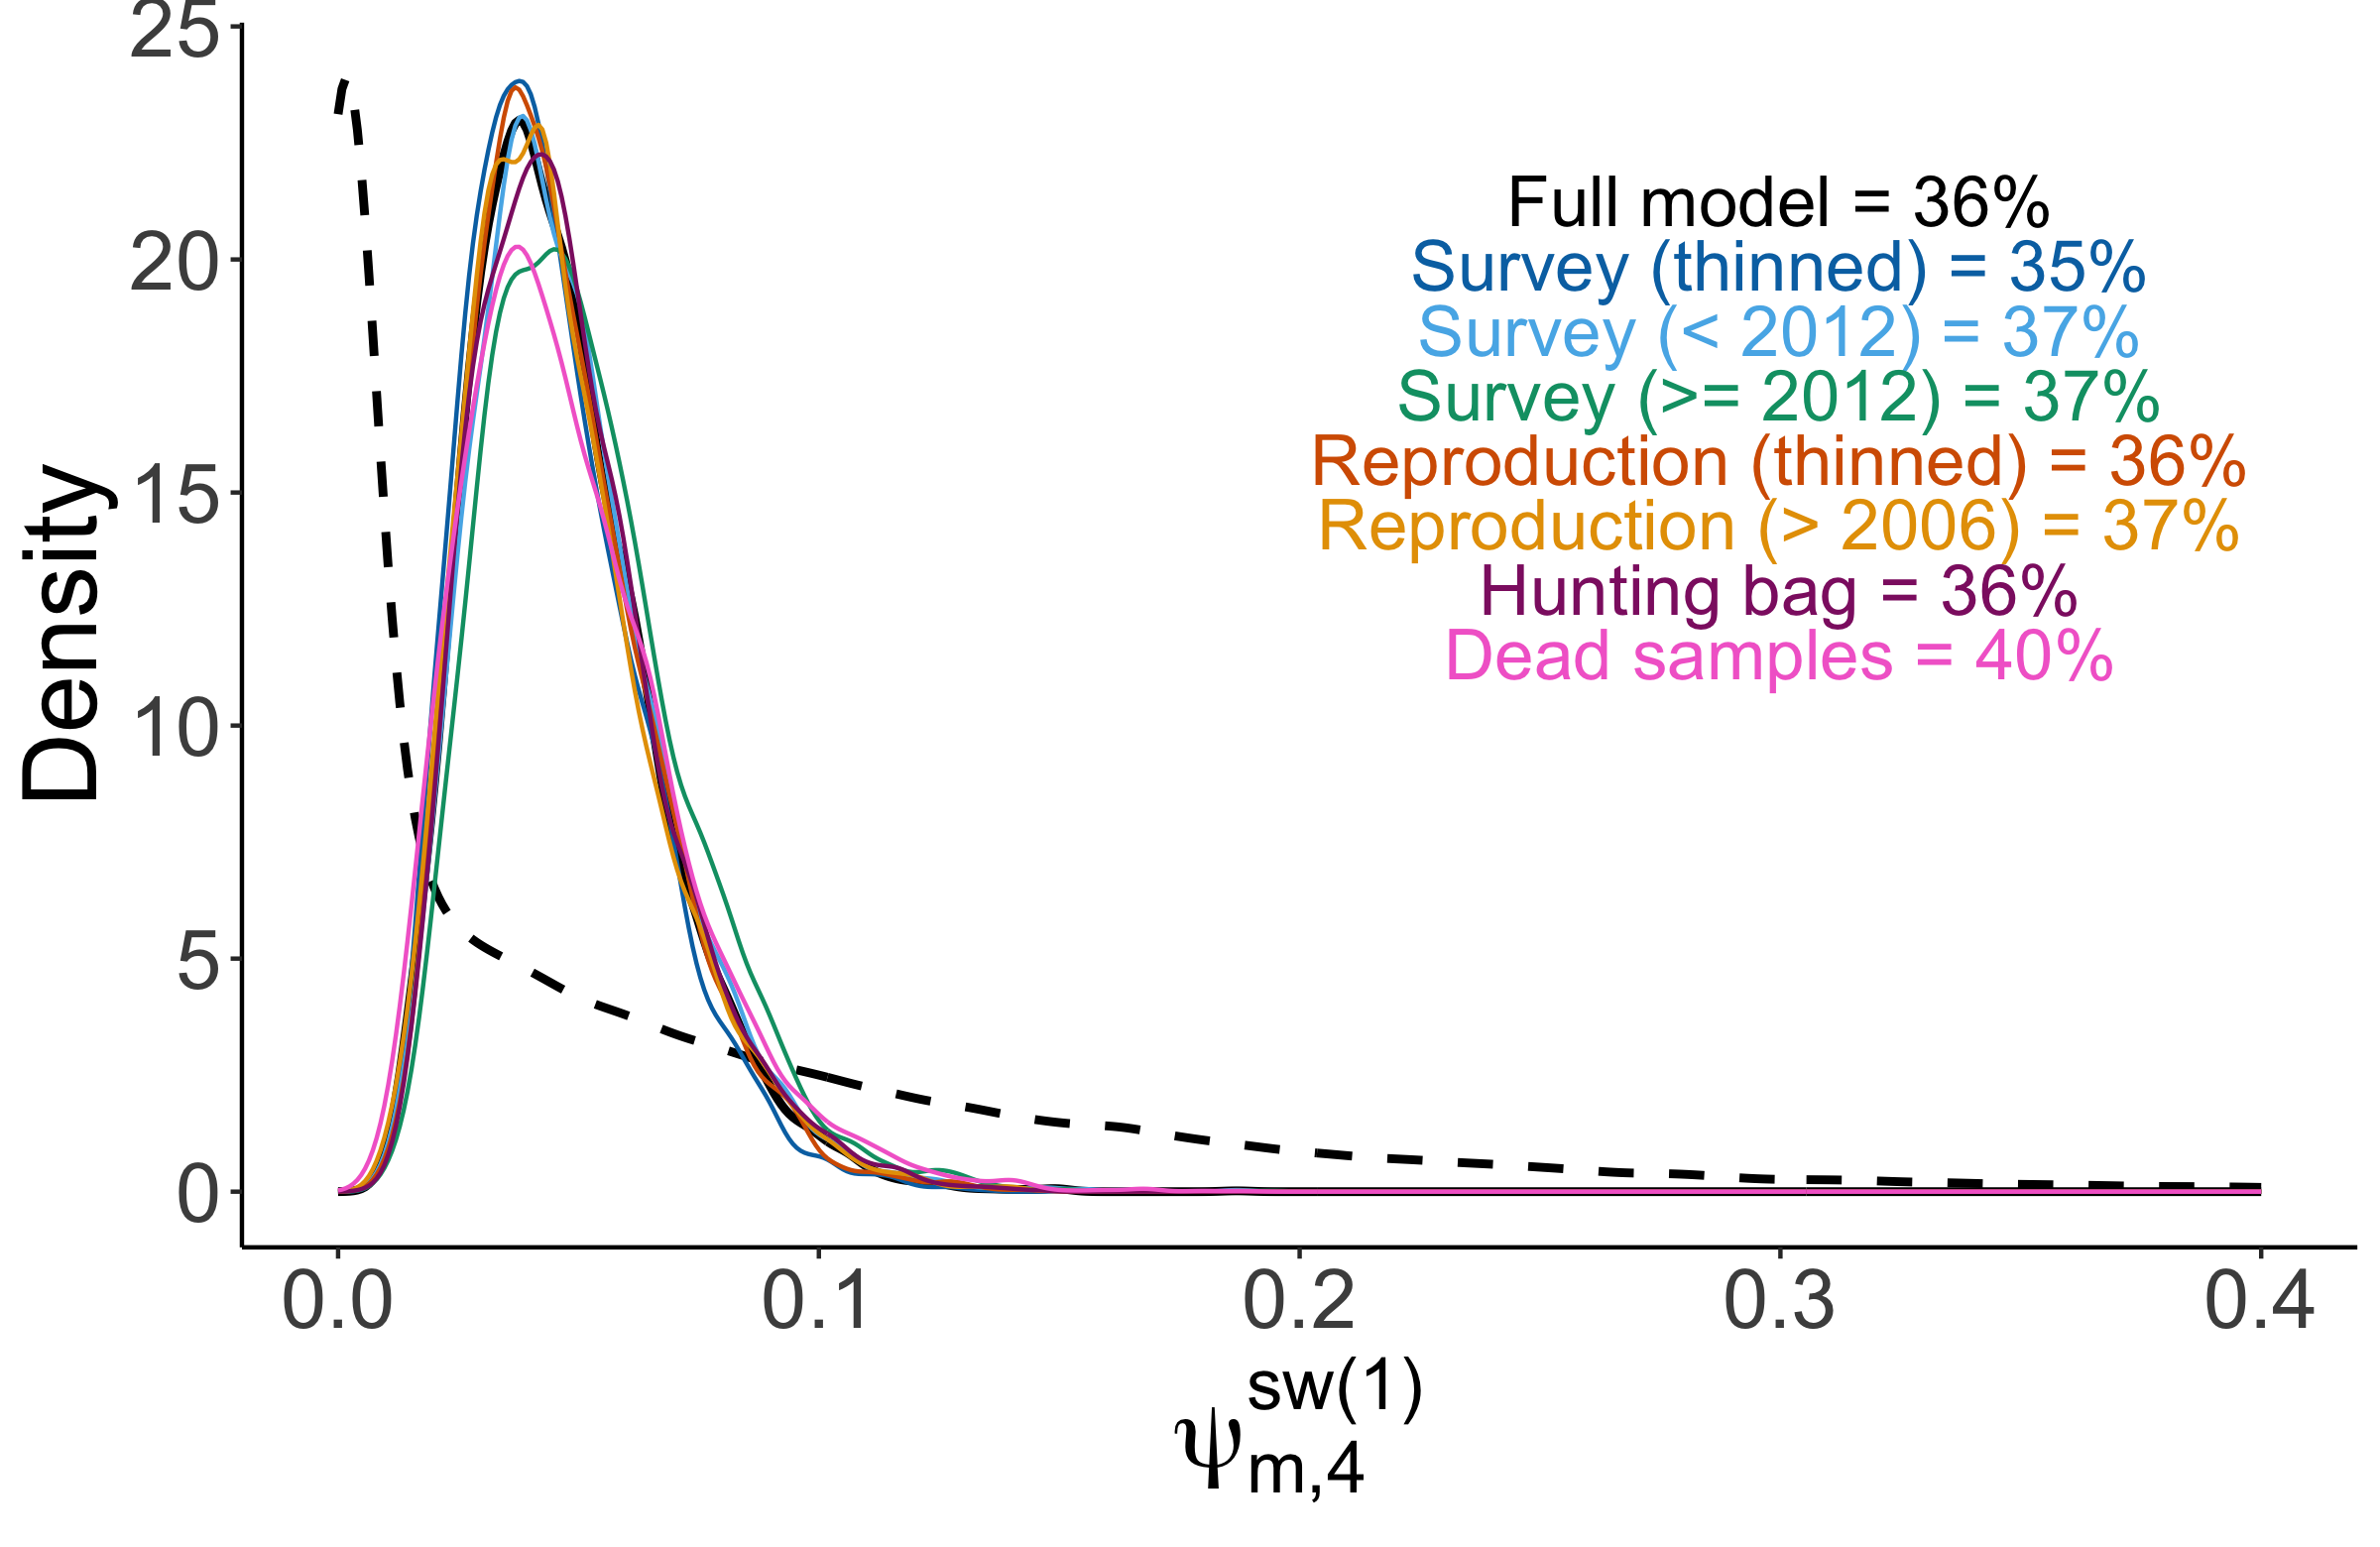 25
20
15
10
5
0
Density
Full model = 36%
Survey (thinned) = 35%
Survey (< 2012) = 37%
Survey (>= 2012) = 37%
Reproduction (thinned) = 36%
Reproduction (> 2006) = 37%
Hunting bag = 36%
Dead samples = 40%
0.0 0.1 0.2 0.3 0.4
ψ sw(1) m,4